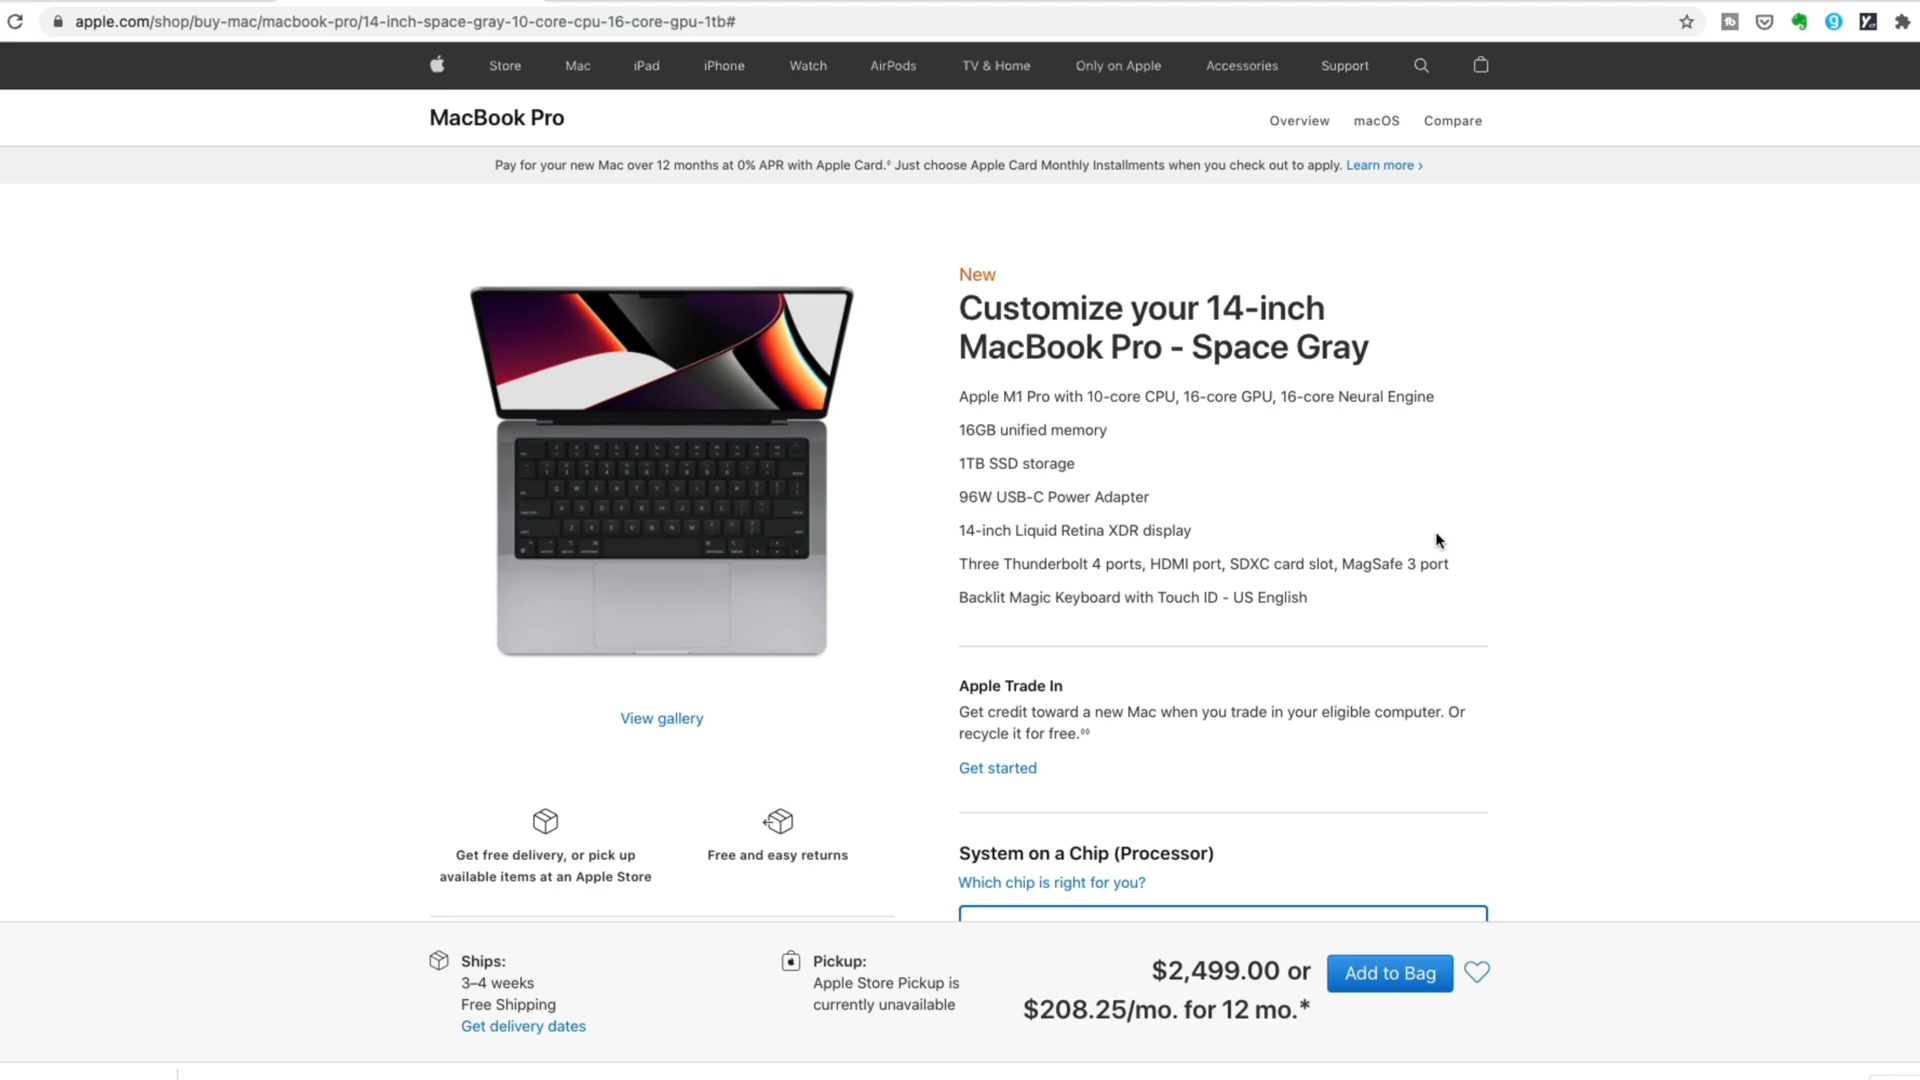 apple.com/shop/buy-mac/macbook-pro/14-inch-space-gray-10-core-cpu-16-core-gpu-1tb#
Store Mac iPad iPhone Watch AirPods TV & Home Only on Apple Accessories Support
MacBook Pro
Overview macOS Compare
Pay for your new Mac over 12 months at 0% APR with Apple Card.◊ Just choose Apple Card Monthly Installments when you check out to apply. Learn more ›
New
Customize your 14-inch
MacBook Pro - Space Gray
Apple M1 Pro with 10-core CPU, 16-core GPU, 16-core Neural Engine
16GB unified memory
1TB SSD storage
96W USB-C Power Adapter
14-inch Liquid Retina XDR display
Three Thunderbolt 4 ports, HDMI port, SDXC card slot, MagSafe 3 port
Backlit Magic Keyboard with Touch ID - US English
View gallery
Apple Trade In
Get credit toward a new Mac when you trade in your eligible computer. Or
recycle it for free.◊◊
Get started
Get free delivery, or pick up
available items at an Apple Store
Free and easy returns
System on a Chip (Processor)
Which chip is right for you?
Ships:
3–4 weeks
Free Shipping
Get delivery dates
Pickup:
Apple Store Pickup is
currently unavailable
$2,499.00 or
$208.25/mo. for 12 mo.*
Add to Bag